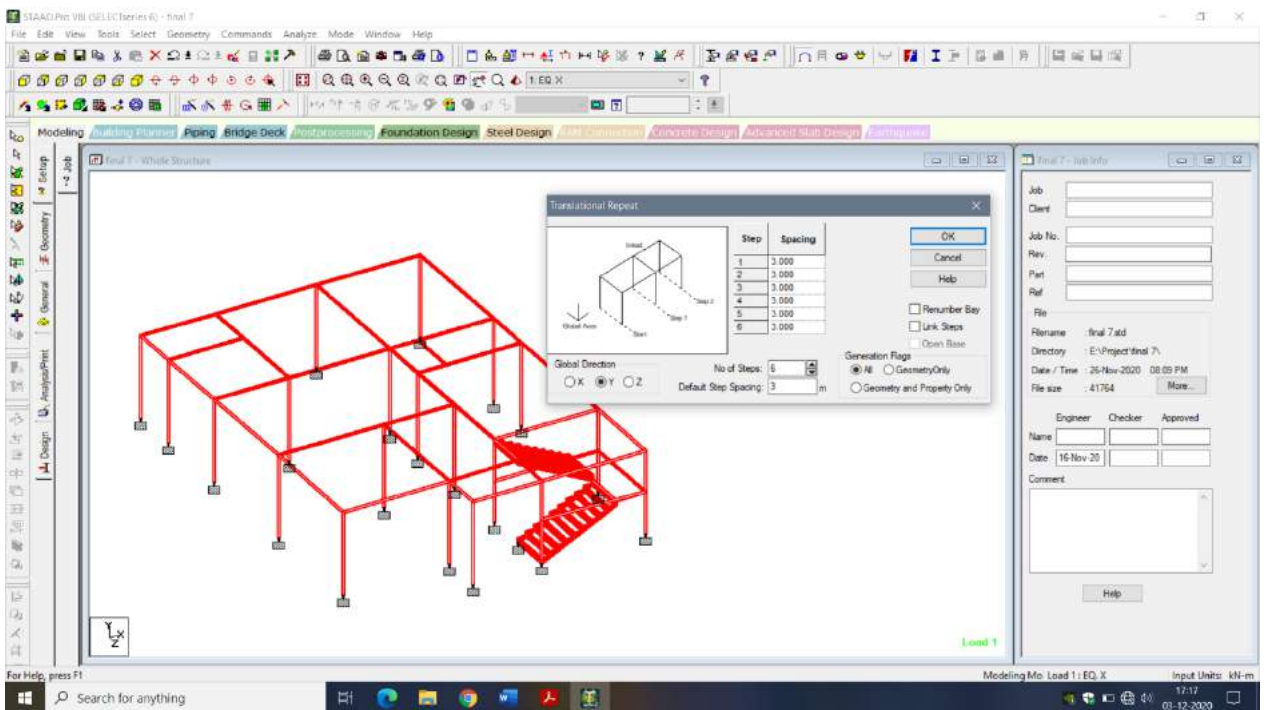 STAAD.Pro V8i (SELECTseries 6) - final 7
File Edit View Tools Select Geometry Commands Analyze Mode Window Help
1: EQ. X
Modeling Building Planner Piping Bridge Deck Postprocessing Foundation Design Steel Design RAM Connection Concrete Design Advanced Slab Design Earthquake
Setup
Job
Geometry
General
Analysis/Print
Design
final 7 - Whole Structure
Translational Repeat
Global Axes
Start
Step 1
Step 2
Step Spacing
1 3.000
2 3.000
3 3.000
4 3.000
5 3.000
6 3.000
OK
Cancel
Help
Renumber Bay
Link Steps
Open Base
Global Direction
X Y Z
No of Steps: 6
Default Step Spacing: 3 m
Generation Flags
All GeometryOnly
Geometry and Property Only
Y
X
Z
Load 1
final 7 - Job Info
Job
Client
Job No.
Rev.
Part
Ref
File
Filename : final 7.std
Directory : E:\Project\final 7\
Date / Time : 26-Nov-2020 08:09 PM
File size : 41764 More...
Engineer Checker Approved
Name
Date 16-Nov-20
Comment
Help
For Help, press F1
Modeling Mo Load 1 : EQ. X Input Units: kN-m
Search for anything
17:17
03-12-2020